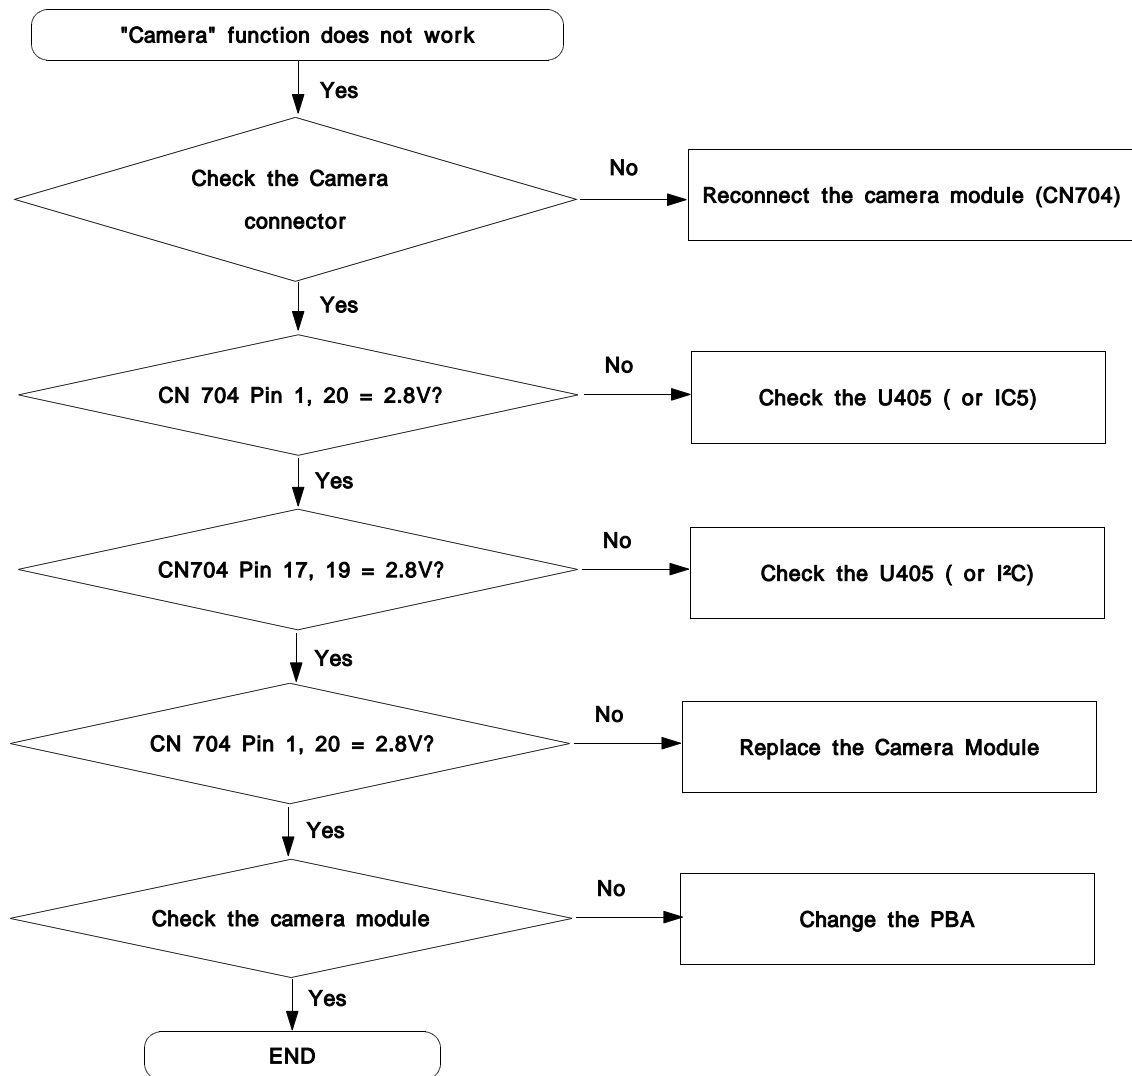 "Camera" function does not work
Yes
Check the Camera
connector
No
Reconnect the camera module (CN704)
Yes
CN 704 Pin 1, 20 = 2.8V?
No
Check the U405 ( or IC5)
Yes
CN704 Pin 17, 19 = 2.8V?
No
Check the U405 ( or I²C)
Yes
CN 704 Pin 1, 20 = 2.8V?
No
Replace the Camera Module
Yes
Check the camera module
No
Change the PBA
Yes
END